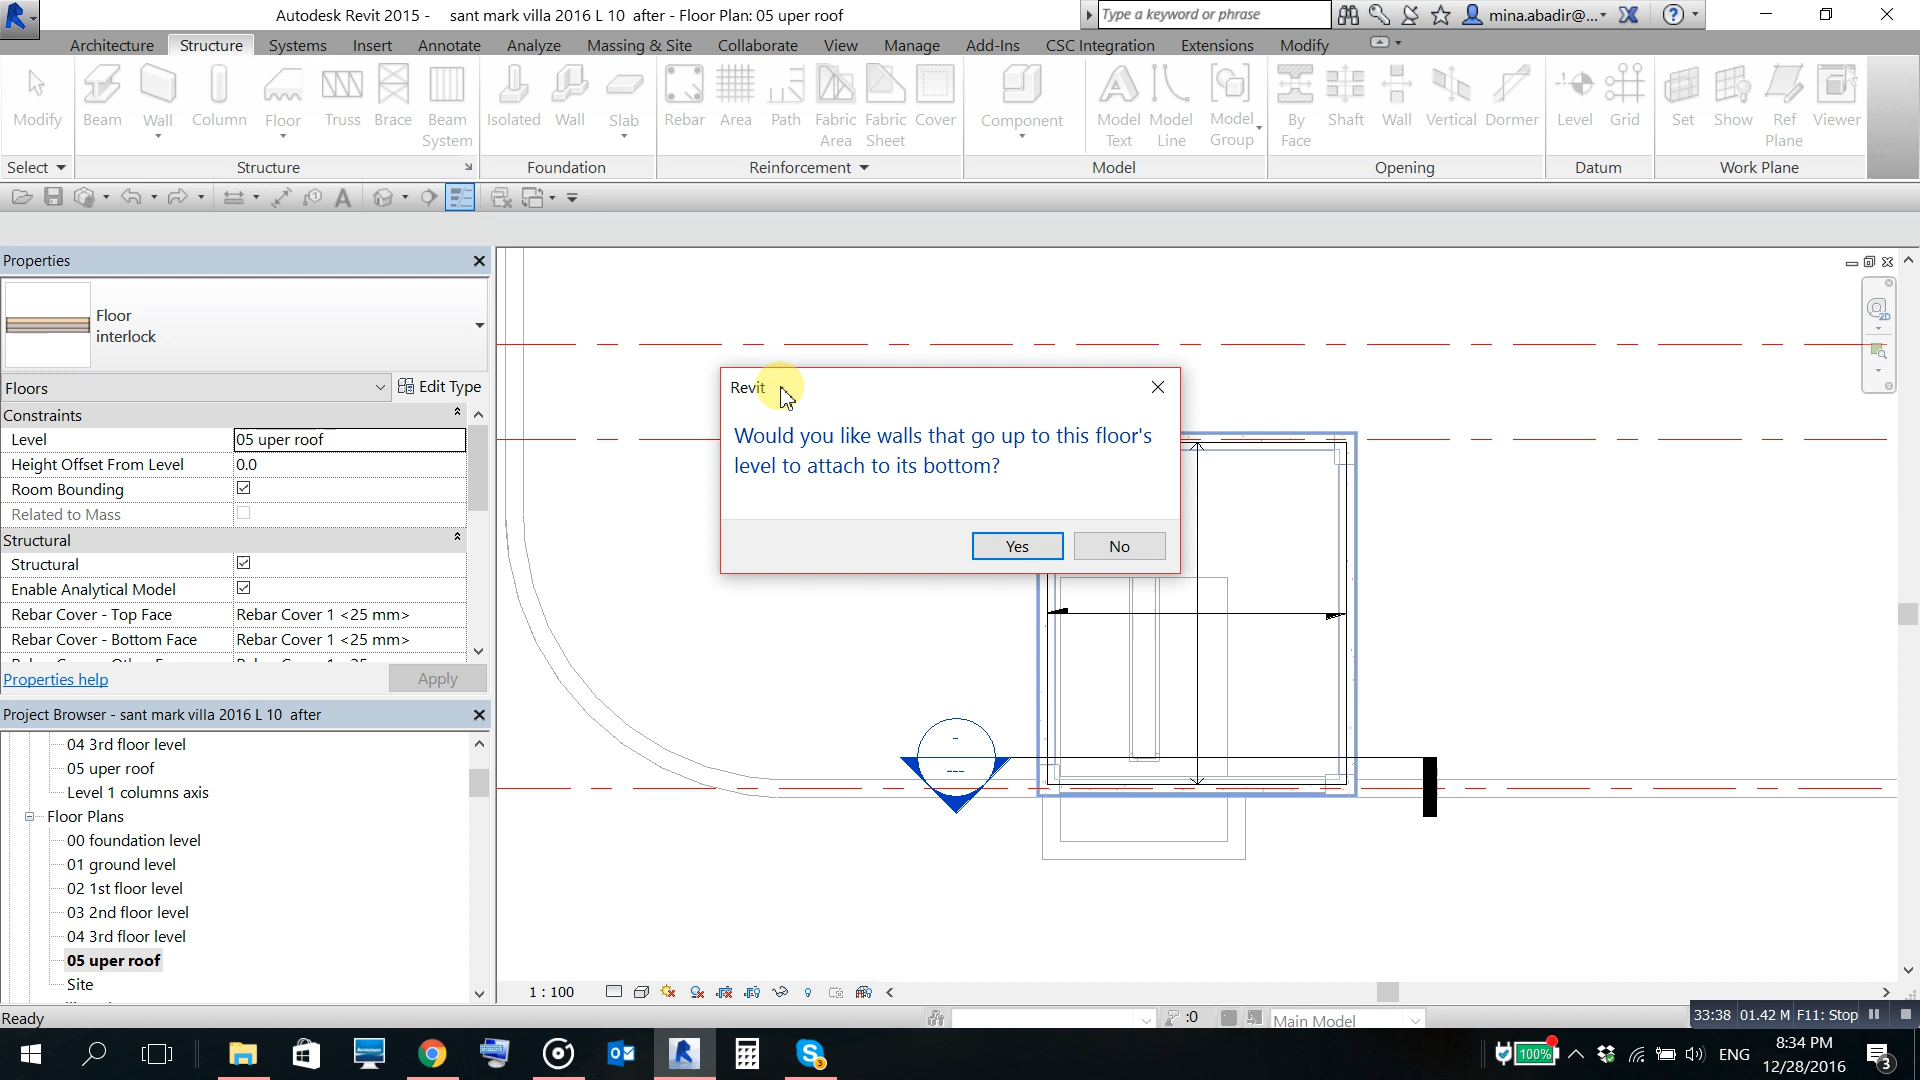 Autodesk Revit 2015 - sant mark villa 2016 L 10 after - Floor Plan: 05 uper roof
Type a keyword or phrase
mina.abadir@...
Architecture Structure Systems Insert Annotate Analyze Massing & Site Collaborate View Manage Add-Ins CSC Integration Extensions Modify
Modify Beam Wall Column Floor Truss Brace Beam System Isolated Wall Slab Rebar Area Path Fabric Area Fabric Sheet Cover Component Model Text Model Line Model Group By Face Shaft Wall Vertical Dormer Level Grid Set Show Ref Plane Viewer
Select Structure Foundation Reinforcement Model Opening Datum Work Plane
Properties
Floor
interlock
Floors Edit Type
Constraints
Level 05 uper roof
Height Offset From Level 0.0
Room Bounding
Related to Mass
Structural
Structural
Enable Analytical Model
Rebar Cover - Top Face Rebar Cover 1 <25 mm>
Rebar Cover - Bottom Face Rebar Cover 1 <25 mm>
Properties help Apply
Project Browser - sant mark villa 2016 L 10 after
04 3rd floor level
05 uper roof
Level 1 columns axis
Floor Plans
00 foundation level
01 ground level
02 1st floor level
03 2nd floor level
04 3rd floor level
05 uper roof
Site
Revit
Would you like walls that go up to this floor's
level to attach to its bottom?
Yes No
-
---
2D
1 : 100
Ready
:0
Main Model
33:38 01.42 M F11: Stop
100%
ENG
8:34 PM
12/28/2016
3
3